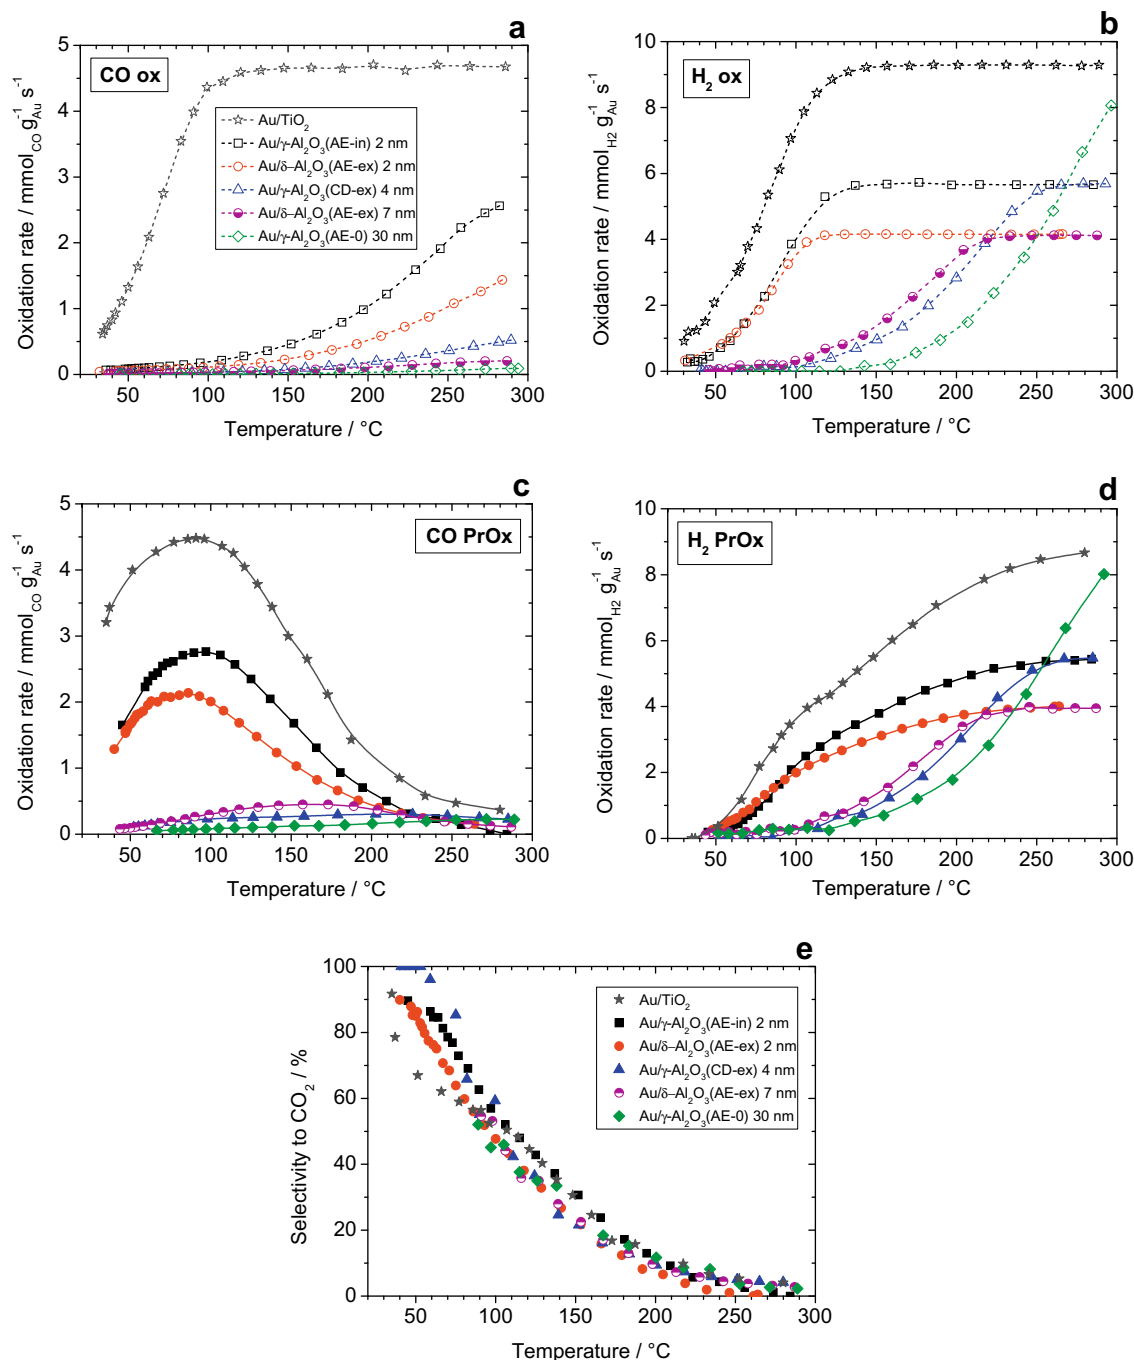 a
CO ox
Oxidation rate / mmol_CO g_Au^-1 s^-1
5
4
3
2
1
0
Au/TiO₂
Au/γ-Al₂O₃(AE-in) 2 nm
Au/δ–Al₂O₃(AE-ex) 2 nm
Au/γ-Al₂O₃(CD-ex) 4 nm
Au/δ–Al₂O₃(AE-ex) 7 nm
Au/γ-Al₂O₃(AE-0) 30 nm
50 100 150 200 250 300
Temperature / °C
b
H₂ ox
Oxidation rate / mmol_H2 g_Au^-1 s^-1
10
8
6
4
2
0
50 100 150 200 250 300
Temperature / °C
c
CO PrOx
Oxidation rate / mmol_CO g_Au^-1 s^-1
5
4
3
2
1
0
50 100 150 200 250 300
Temperature / °C
d
H₂ PrOx
Oxidation rate / mmol_H2 g_Au^-1 s^-1
10
8
6
4
2
0
50 100 150 200 250 300
Temperature / °C
e
Selectivity to CO₂ / %
100
80
60
40
20
0
Au/TiO₂
Au/γ-Al₂O₃(AE-in) 2 nm
Au/δ–Al₂O₃(AE-ex) 2 nm
Au/γ-Al₂O₃(CD-ex) 4 nm
Au/δ–Al₂O₃(AE-ex) 7 nm
Au/γ-Al₂O₃(AE-0) 30 nm
50 100 150 200 250 300
Temperature / °C